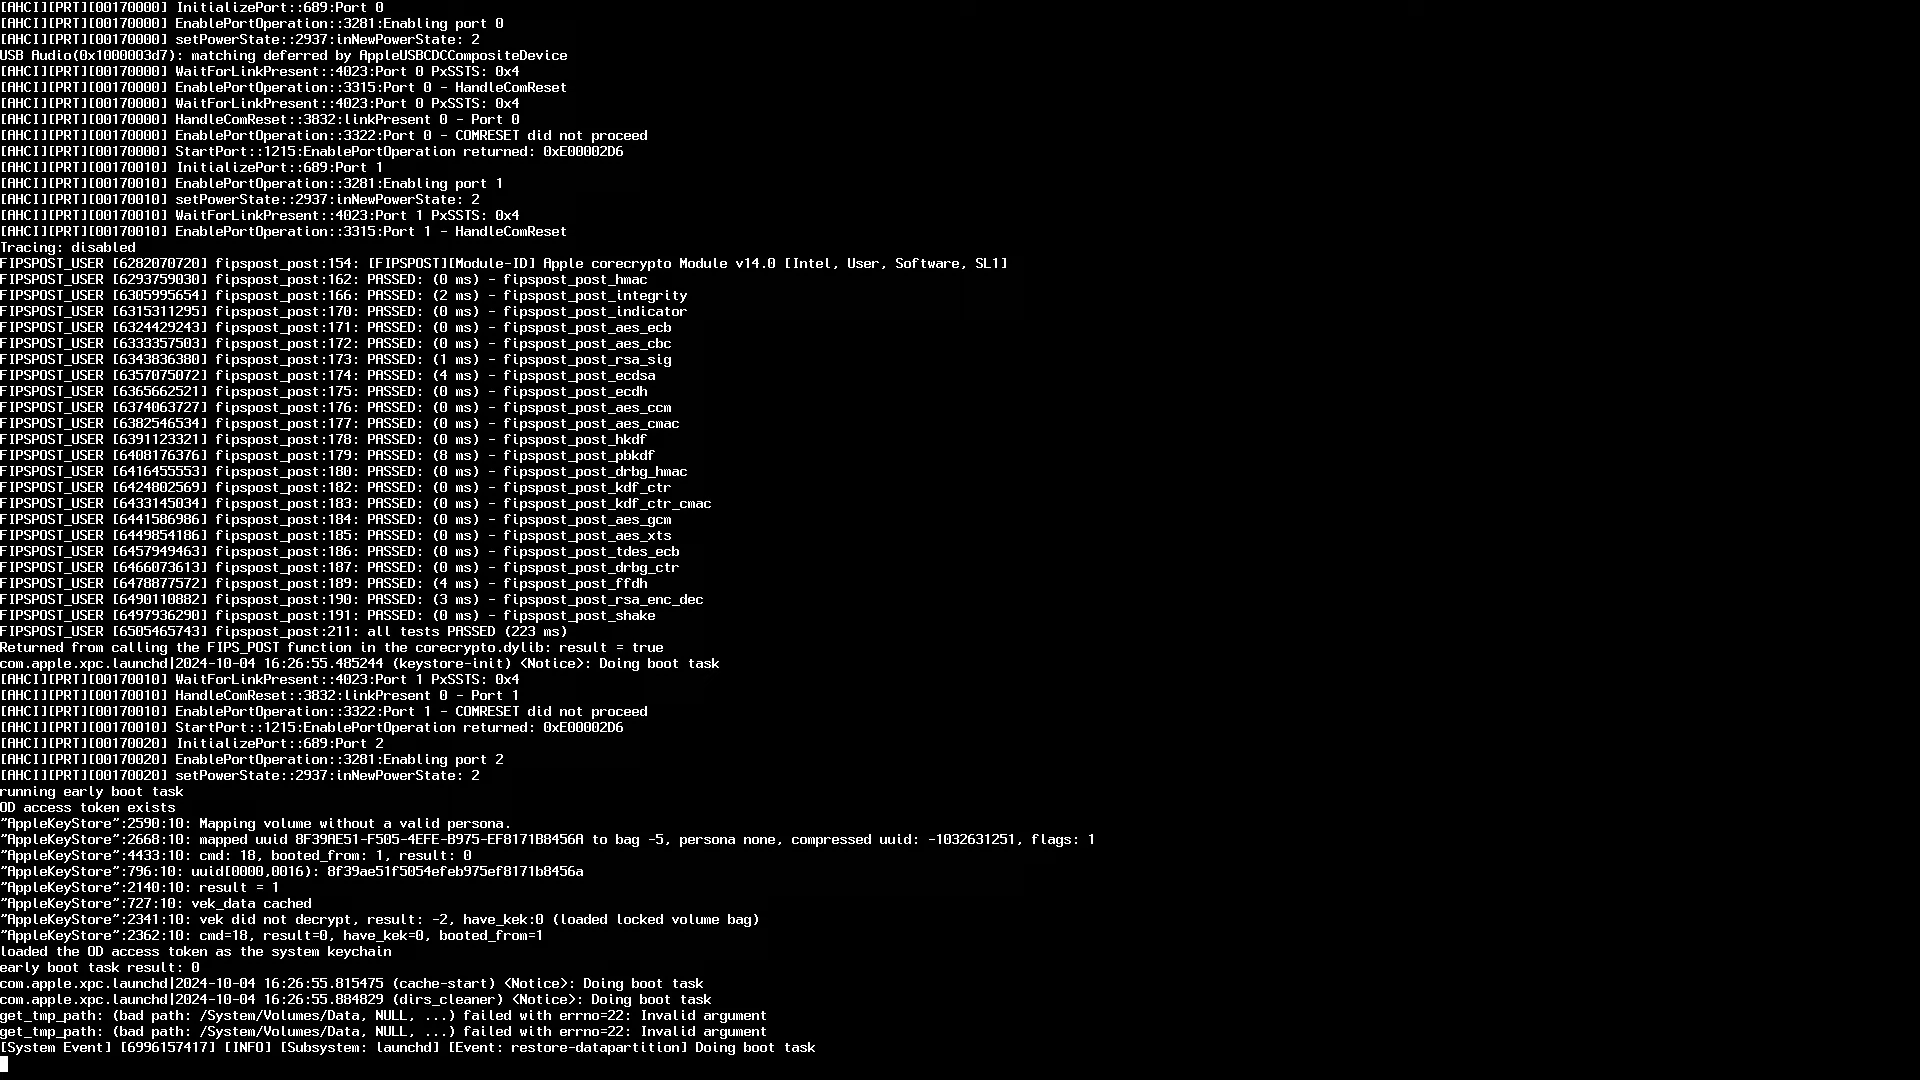 [AHCI][PRT][00170000] InitializePort::689:Port 0
[AHCI][PRT][00170000] EnablePortOperation::3281:Enabling port 0
[AHCI][PRT][00170000] setPowerState::2937:inNewPowerState: 2
USB Audio(0x1000003d7): matching deferred by AppleUSBCDCCompositeDevice
[AHCI][PRT][00170000] WaitForLinkPresent::4023:Port 0 PxSSTS: 0x4
[AHCI][PRT][00170000] EnablePortOperation::3315:Port 0 - HandleComReset
[AHCI][PRT][00170000] WaitForLinkPresent::4023:Port 0 PxSSTS: 0x4
[AHCI][PRT][00170000] HandleComReset::3832:linkPresent 0 - Port 0
[AHCI][PRT][00170000] EnablePortOperation::3322:Port 0 - COMRESET did not proceed
[AHCI][PRT][00170000] StartPort::1215:EnablePortOperation returned: 0xE00002D6
[AHCI][PRT][00170010] InitializePort::689:Port 1
[AHCI][PRT][00170010] EnablePortOperation::3281:Enabling port 1
[AHCI][PRT][00170010] setPowerState::2937:inNewPowerState: 2
[AHCI][PRT][00170010] WaitForLinkPresent::4023:Port 1 PxSSTS: 0x4
[AHCI][PRT][00170010] EnablePortOperation::3315:Port 1 - HandleComReset
Tracing: disabled
FIPSPOST_USER [6282070720] fipspost_post:154: [FIPSPOST][Module-ID] Apple corecrypto Module v14.0 [Intel, User, Software, SL1]
FIPSPOST_USER [6293759030] fipspost_post:162: PASSED: (0 ms) - fipspost_post_hmac
FIPSPOST_USER [6305995654] fipspost_post:166: PASSED: (2 ms) - fipspost_post_integrity
FIPSPOST_USER [6315311295] fipspost_post:170: PASSED: (0 ms) - fipspost_post_indicator
FIPSPOST_USER [6324429243] fipspost_post:171: PASSED: (0 ms) - fipspost_post_aes_ecb
FIPSPOST_USER [6333357503] fipspost_post:172: PASSED: (0 ms) - fipspost_post_aes_cbc
FIPSPOST_USER [6343836380] fipspost_post:173: PASSED: (1 ms) - fipspost_post_rsa_sig
FIPSPOST_USER [6357075072] fipspost_post:174: PASSED: (4 ms) - fipspost_post_ecdsa
FIPSPOST_USER [6365662521] fipspost_post:175: PASSED: (0 ms) - fipspost_post_ecdh
FIPSPOST_USER [6374063727] fipspost_post:176: PASSED: (0 ms) - fipspost_post_aes_ccm
FIPSPOST_USER [6382546534] fipspost_post:177: PASSED: (0 ms) - fipspost_post_aes_cmac
FIPSPOST_USER [6391123321] fipspost_post:178: PASSED: (0 ms) - fipspost_post_hkdf
FIPSPOST_USER [6408176376] fipspost_post:179: PASSED: (8 ms) - fipspost_post_pbkdf
FIPSPOST_USER [6416455553] fipspost_post:180: PASSED: (0 ms) - fipspost_post_drbg_hmac
FIPSPOST_USER [6424802569] fipspost_post:182: PASSED: (0 ms) - fipspost_post_kdf_ctr
FIPSPOST_USER [6433145034] fipspost_post:183: PASSED: (0 ms) - fipspost_post_kdf_ctr_cmac
FIPSPOST_USER [6441586986] fipspost_post:184: PASSED: (0 ms) - fipspost_post_aes_gcm
FIPSPOST_USER [6449854186] fipspost_post:185: PASSED: (0 ms) - fipspost_post_aes_xts
FIPSPOST_USER [6457949463] fipspost_post:186: PASSED: (0 ms) - fipspost_post_tdes_ecb
FIPSPOST_USER [6466073613] fipspost_post:187: PASSED: (0 ms) - fipspost_post_drbg_ctr
FIPSPOST_USER [6478877572] fipspost_post:189: PASSED: (4 ms) - fipspost_post_ffdh
FIPSPOST_USER [6490110882] fipspost_post:190: PASSED: (3 ms) - fipspost_post_rsa_enc_dec
FIPSPOST_USER [6497936290] fipspost_post:191: PASSED: (0 ms) - fipspost_post_shake
FIPSPOST_USER [6505465743] fipspost_post:211: all tests PASSED (223 ms)
Returned from calling the FIPS_POST function in the corecrypto.dylib: result = true
com.apple.xpc.launchd|2024-10-04 16:26:55.485244 (keystore-init) <Notice>: Doing boot task
[AHCI][PRT][00170010] WaitForLinkPresent::4023:Port 1 PxSSTS: 0x4
[AHCI][PRT][00170010] HandleComReset::3832:linkPresent 0 - Port 1
[AHCI][PRT][00170010] EnablePortOperation::3322:Port 1 - COMRESET did not proceed
[AHCI][PRT][00170010] StartPort::1215:EnablePortOperation returned: 0xE00002D6
[AHCI][PRT][00170020] InitializePort::689:Port 2
[AHCI][PRT][00170020] EnablePortOperation::3281:Enabling port 2
[AHCI][PRT][00170020] setPowerState::2937:inNewPowerState: 2
running early boot task
OD access token exists
"AppleKeyStore":2590:10: Mapping volume without a valid persona.
"AppleKeyStore":2668:10: mapped uuid 8F39AE51-F505-4EFE-B975-EF8171B8456A to bag -5, persona none, compressed uuid: -1032631251, flags: 1
"AppleKeyStore":4433:10: cmd: 18, booted_from: 1, result: 0
"AppleKeyStore":796:10: uuid[0000,0016): 8f39ae51f5054efeb975ef8171b8456a
"AppleKeyStore":2140:10: result = 1
"AppleKeyStore":727:10: vek_data cached
"AppleKeyStore":2341:10: vek did not decrypt, result: -2, have_kek:0 (loaded locked volume bag)
"AppleKeyStore":2362:10: cmd=18, result=0, have_kek=0, booted_from=1
loaded the OD access token as the system keychain
early boot task result: 0
com.apple.xpc.launchd|2024-10-04 16:26:55.815475 (cache-start) <Notice>: Doing boot task
com.apple.xpc.launchd|2024-10-04 16:26:55.884829 (dirs_cleaner) <Notice>: Doing boot task
get_tmp_path: (bad path: /System/Volumes/Data, NULL, ...) failed with errno=22: Invalid argument
get_tmp_path: (bad path: /System/Volumes/Data, NULL, ...) failed with errno=22: Invalid argument
[System Event] [6996157417] [INFO] [Subsystem: launchd] [Event: restore-datapartition] Doing boot task